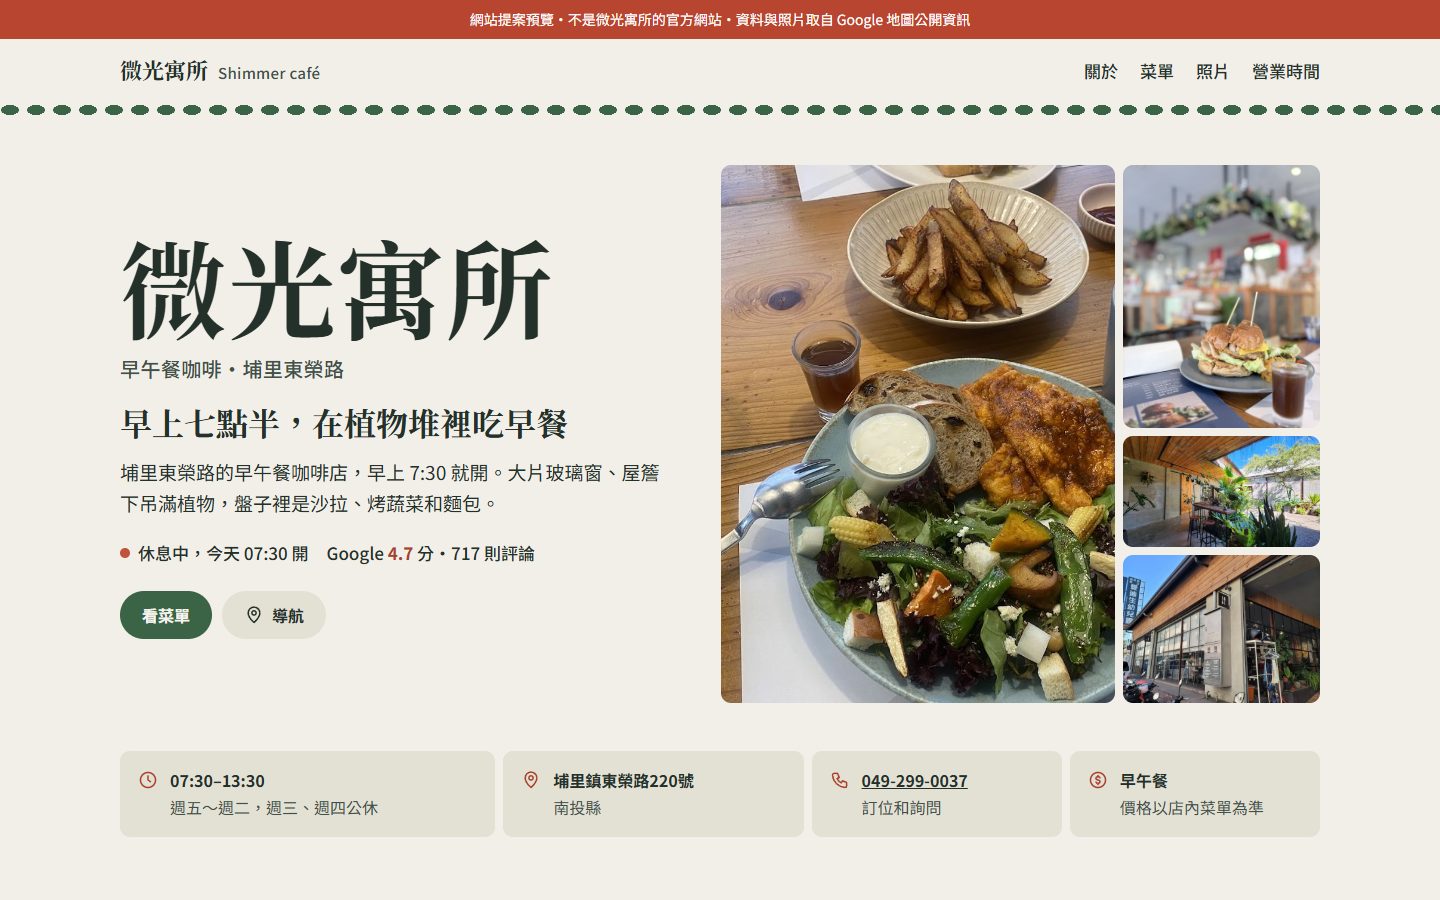 網站提案預覽・不是微光寓所的官方網站・資料與照片取自 Google 地圖公開資訊
微光寓所 Shimmer café
關於 菜單 照片 營業時間
微光寓所
早午餐咖啡・埔里東榮路
早上七點半，在植物堆裡吃早餐
埔里東榮路的早午餐咖啡店，早上 7:30 就開。大片玻璃窗、屋簷
下吊滿植物，盤子裡是沙拉、烤蔬菜和麵包。
休息中，今天 07:30 開 Google 4.7 分・717 則評論
看菜單 導航
07:30–13:30
週五～週二，週三、週四公休
埔里鎮東榮路220號
南投縣
049-299-0037
訂位和詢問
早午餐
價格以店內菜單為準